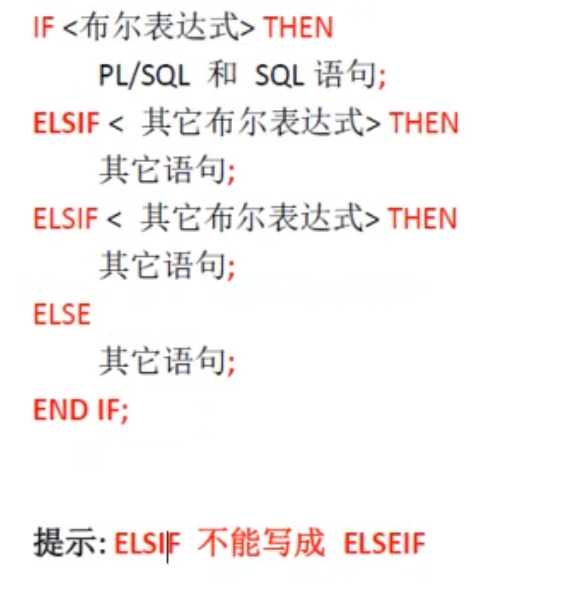 IF <布尔表达式> THEN
PL/SQL 和 SQL 语句;
ELSIF < 其它布尔表达式> THEN
其它语句;
ELSIF < 其它布尔表达式> THEN
其它语句;
ELSE
其它语句;
END IF;
提示: ELSIF 不能写成 ELSEIF